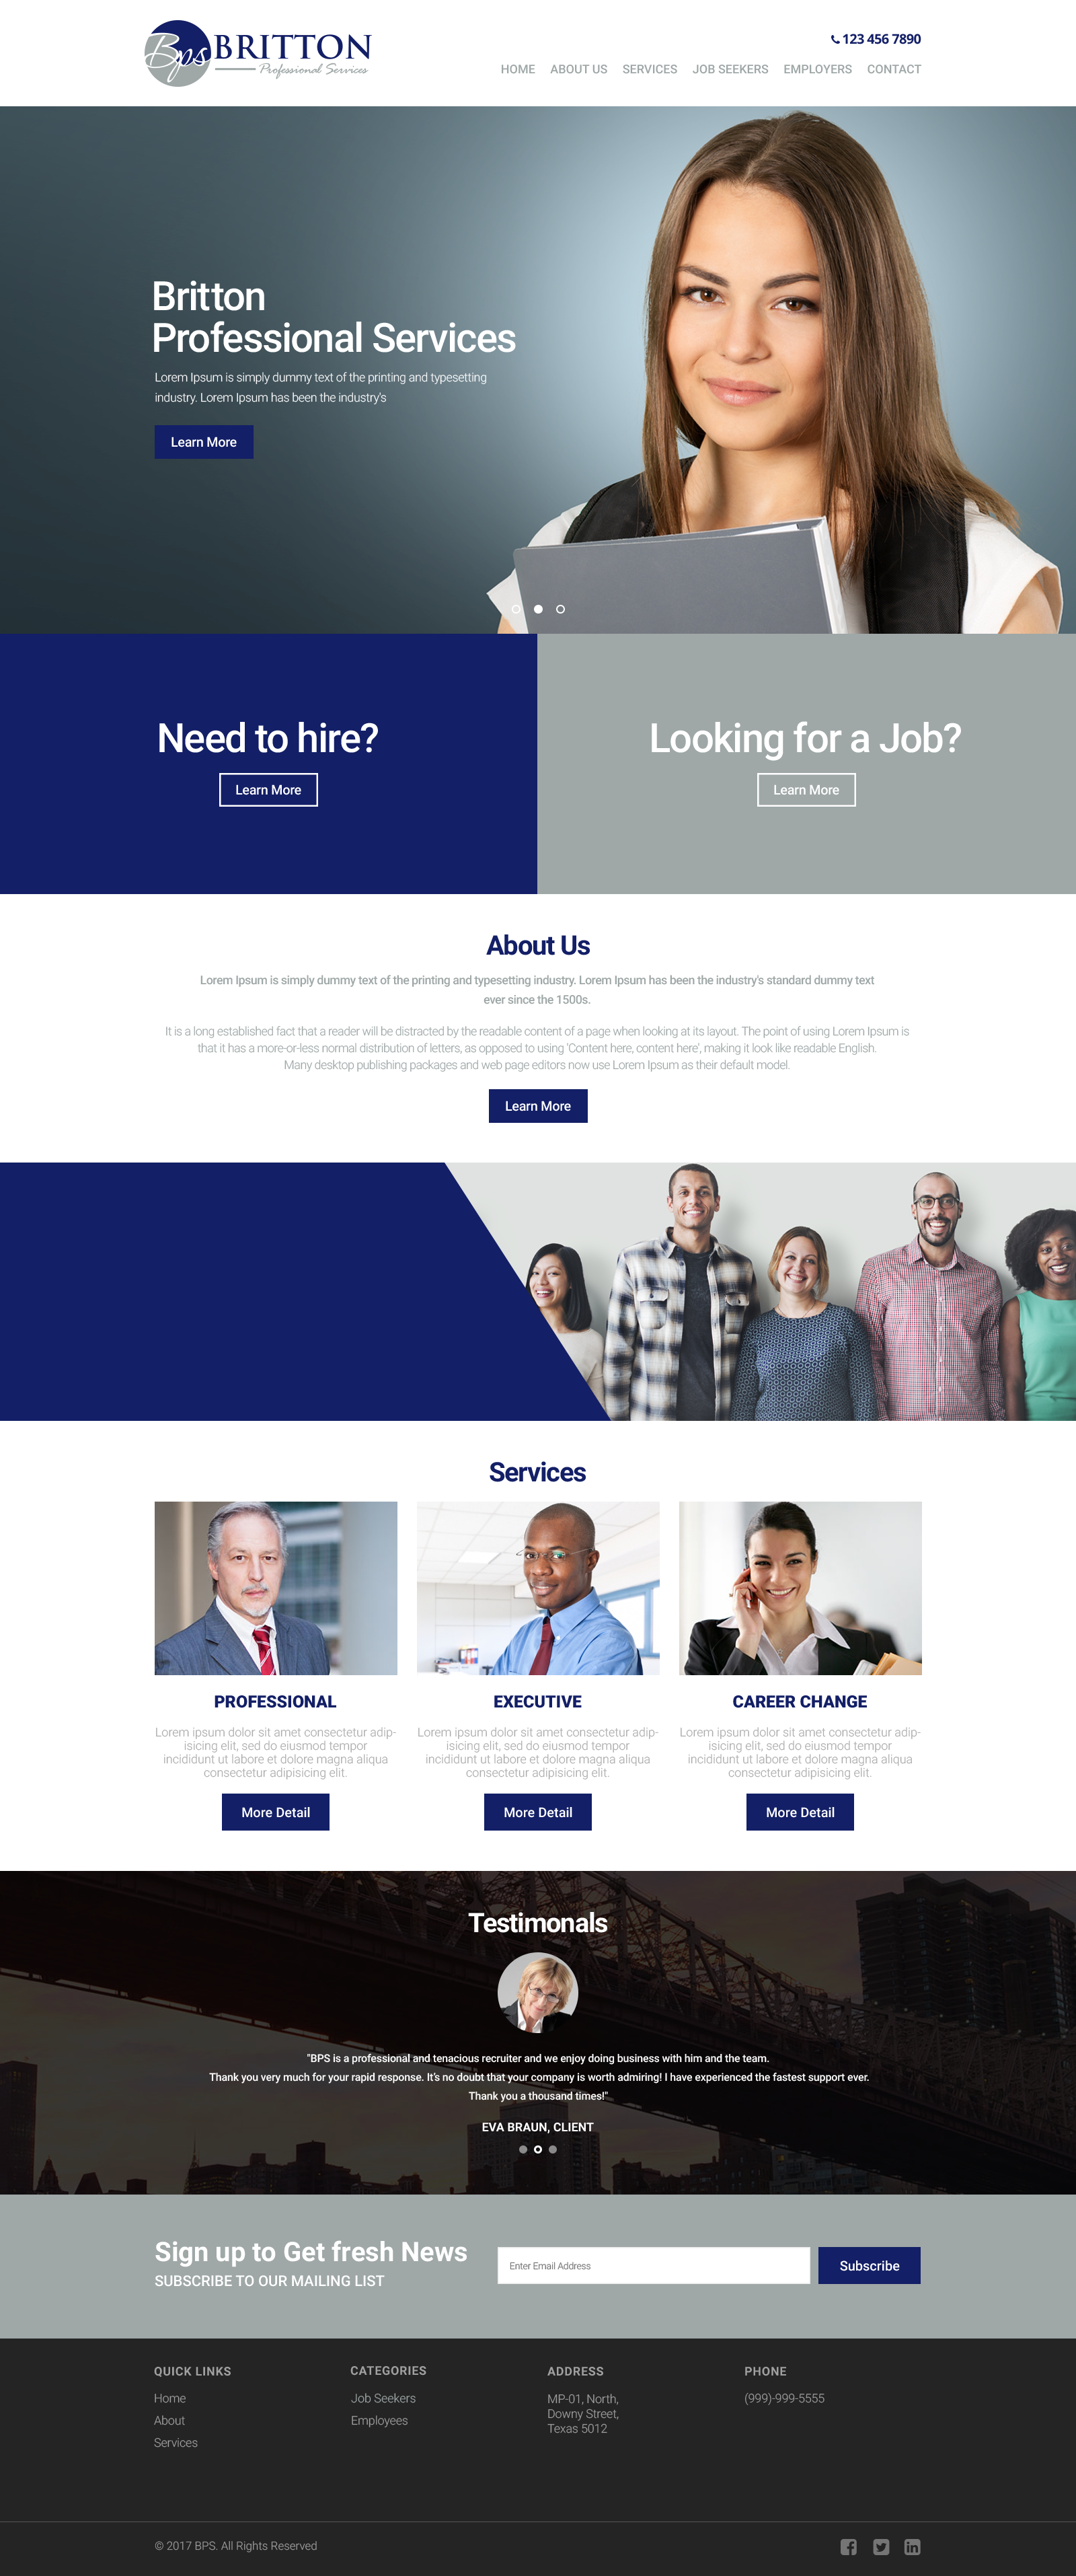 Bps BRITTON
Professional Services
123 456 7890
HOME ABOUT US SERVICES JOB SEEKERS EMPLOYERS CONTACT
Britton
Professional Services
Lorem Ipsum is simply dummy text of the printing and typesetting
industry. Lorem Ipsum has been the industry's
Learn More
Need to hire?
Learn More
Looking for a Job?
Learn More
About Us
Lorem Ipsum is simply dummy text of the printing and typesetting industry. Lorem Ipsum has been the industry's standard dummy text
ever since the 1500s.
It is a long established fact that a reader will be distracted by the readable content of a page when looking at its layout. The point of using Lorem Ipsum is
that it has a more-or-less normal distribution of letters, as opposed to using 'Content here, content here', making it look like readable English.
Many desktop publishing packages and web page editors now use Lorem Ipsum as their default model.
Learn More
Services
PROFESSIONAL
Lorem ipsum dolor sit amet consectetur adip-
isicing elit, sed do eiusmod tempor
incididunt ut labore et dolore magna aliqua
consectetur adipisicing elit.
More Detail
EXECUTIVE
Lorem ipsum dolor sit amet consectetur adip-
isicing elit, sed do eiusmod tempor
incididunt ut labore et dolore magna aliqua
consectetur adipisicing elit.
More Detail
CAREER CHANGE
Lorem ipsum dolor sit amet consectetur adip-
isicing elit, sed do eiusmod tempor
incididunt ut labore et dolore magna aliqua
consectetur adipisicing elit.
More Detail
Testimonals
"BPS is a professional and tenacious recruiter and we enjoy doing business with him and the team.
Thank you very much for your rapid response. It's no doubt that your company is worth admiring! I have experienced the fastest support ever.
Thank you a thousand times!"
EVA BRAUN, CLIENT
Sign up to Get fresh News
SUBSCRIBE TO OUR MAILING LIST
Enter Email Address
Subscribe
QUICK LINKS
Home
About
Services
CATEGORIES
Job Seekers
Employees
ADDRESS
MP-01, North,
Downy Street,
Texas 5012
PHONE
(999)-999-5555
© 2017 BPS. All Rights Reserved